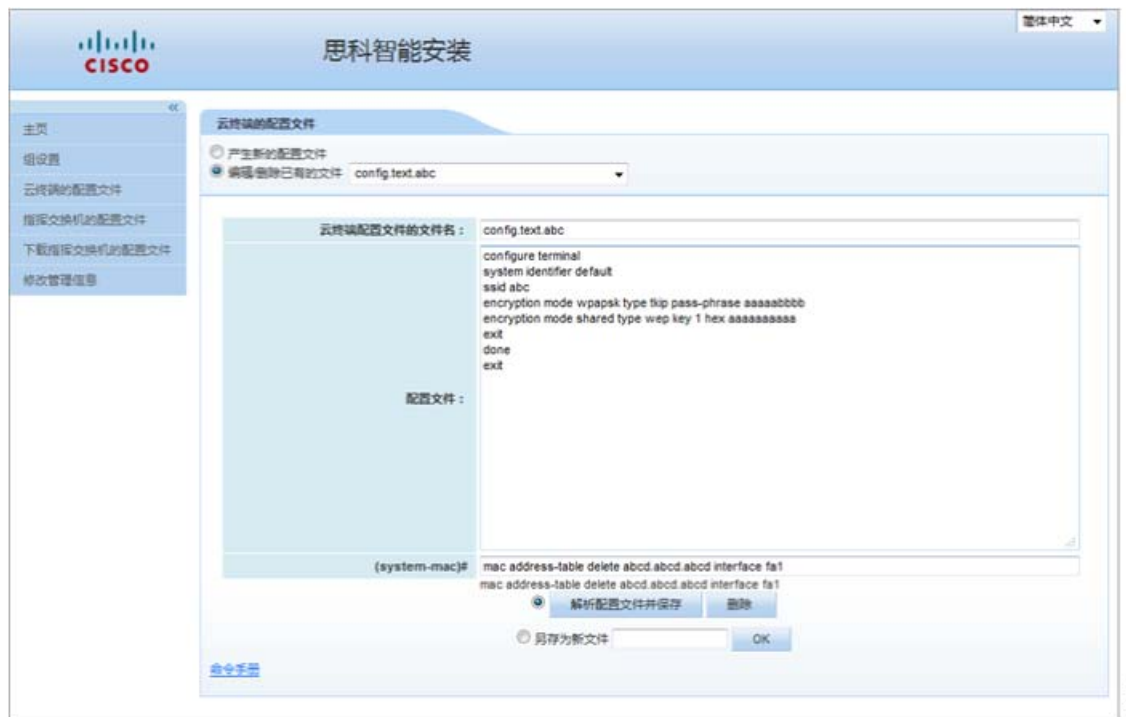 简体中文
CISCO
思科智能安装
主页
组设置
云终端的配置文件
指挥交换机的配置文件
下载指挥交换机的配置文件
修改管理信息
云终端的配置文件
产生新的配置文件
编辑/删除已有的文件 config.text.abc
云终端配置文件的文件名: config.text.abc
配置文件:
configure terminal
system identifier default
ssid abc
encryption mode wpapsk type tkip pass-phrase aaaaabbbb
encryption mode shared type wep key 1 hex aaaaaaaaaa
exit
done
exit
(system-mac)# mac address-table delete abcd.abcd.abcd interface fa1
mac address-table delete abcd.abcd.abcd interface fa1
解析配置文件并保存 删除
另存为新文件 OK
命令手册